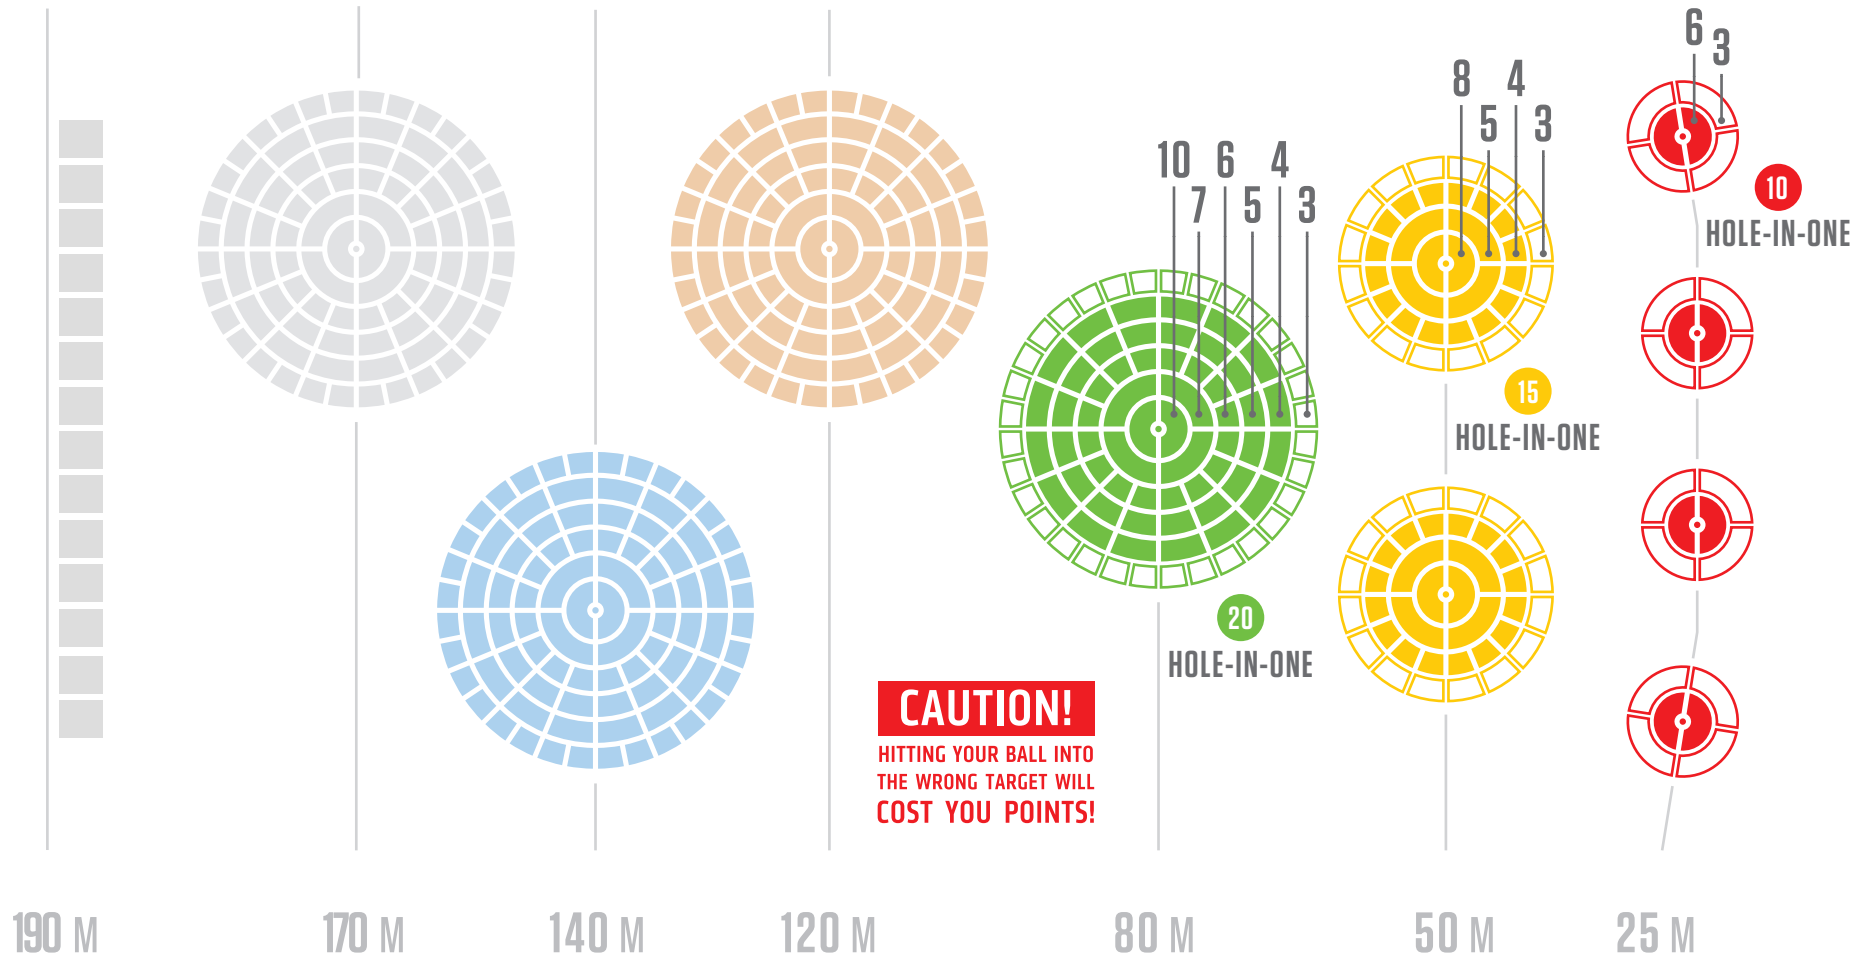 6
3
8
4
5
3
10
6
4
7
5
3
10
HOLE-IN-ONE
15
HOLE-IN-ONE
20
HOLE-IN-ONE
CAUTION!
HITTING YOUR BALL INTO
THE WRONG TARGET WILL
COST YOU POINTS!
190 M
170 M
140 M
120 M
80 M
50 M
25 M